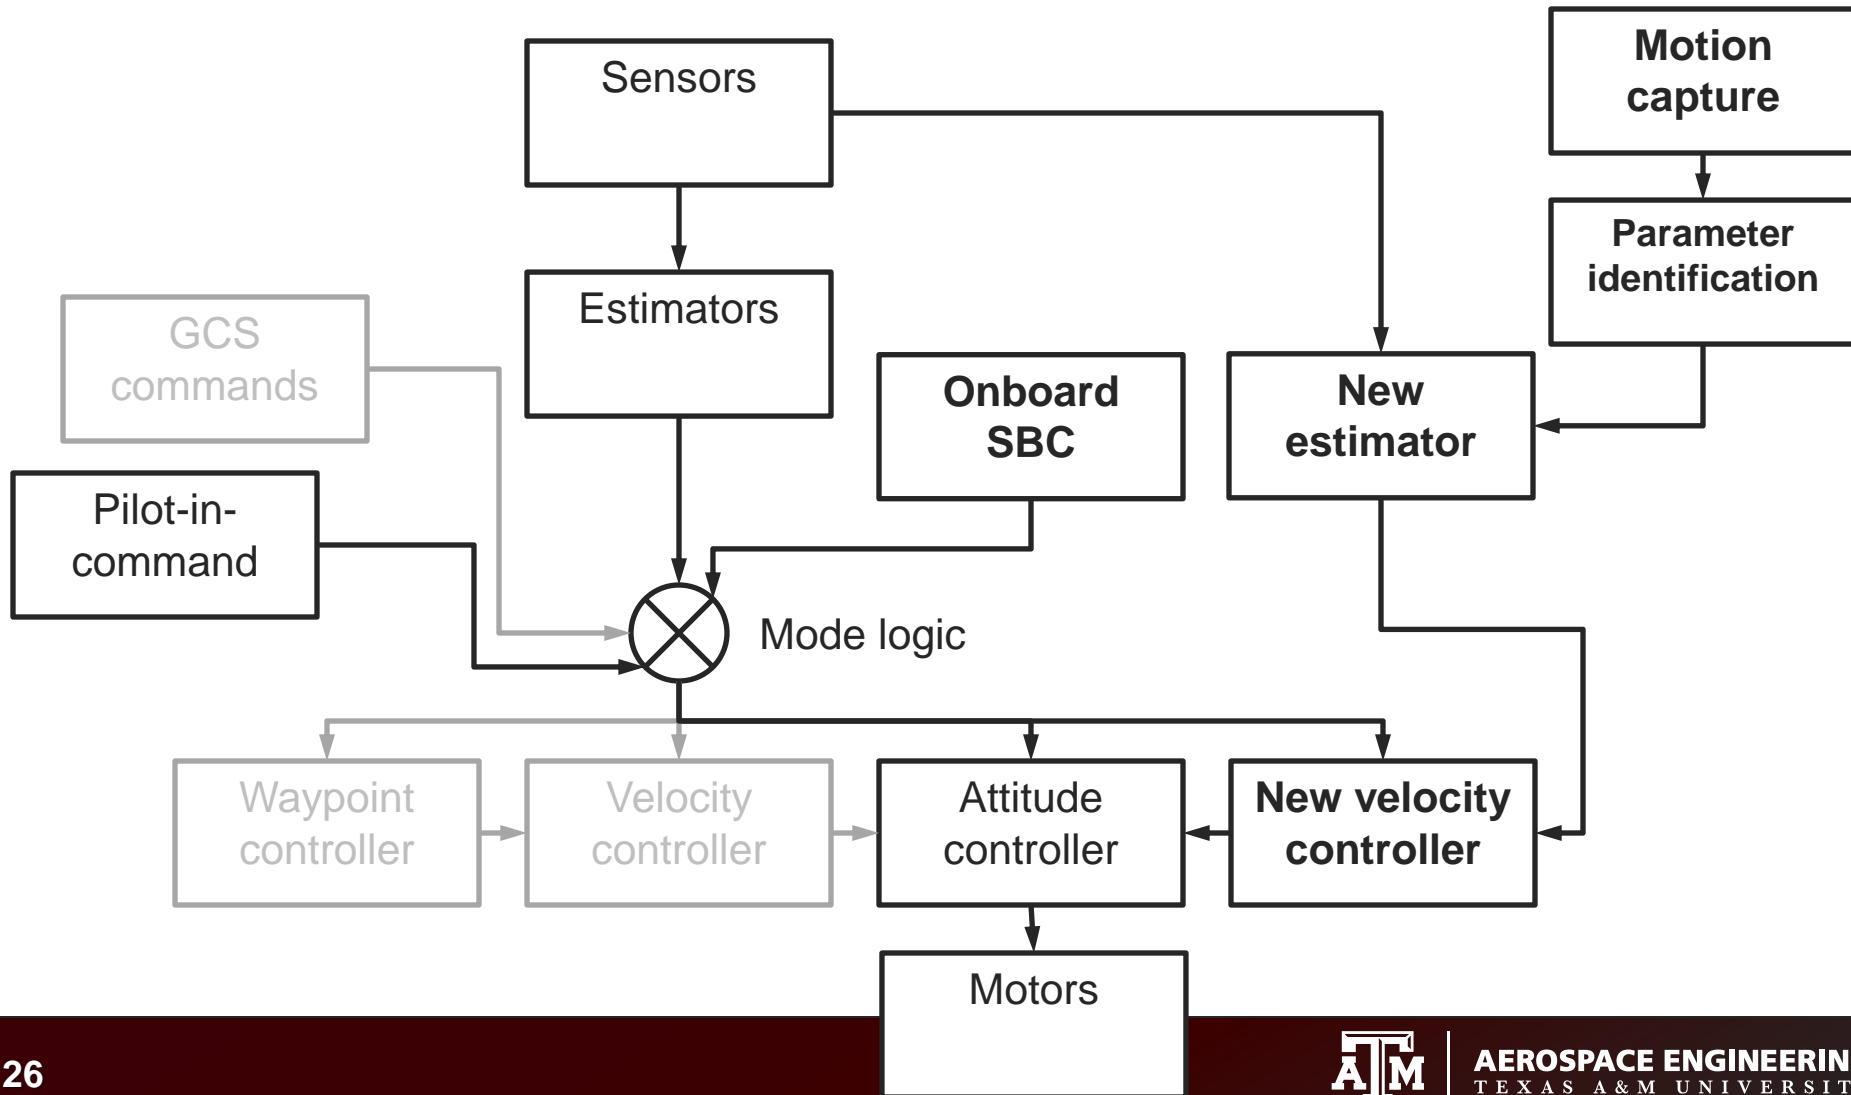 Motion
capture
Sensors
Parameter
identification
Estimators
GCS
commands
Onboard
SBC
New
estimator
Pilot-in-
command
Mode logic
Waypoint
controller
Velocity
controller
Attitude
controller
New velocity
controller
Motors
26
ĀM
AEROSPACE ENGINEERIN
TEXAS A&M UNIVERSIT